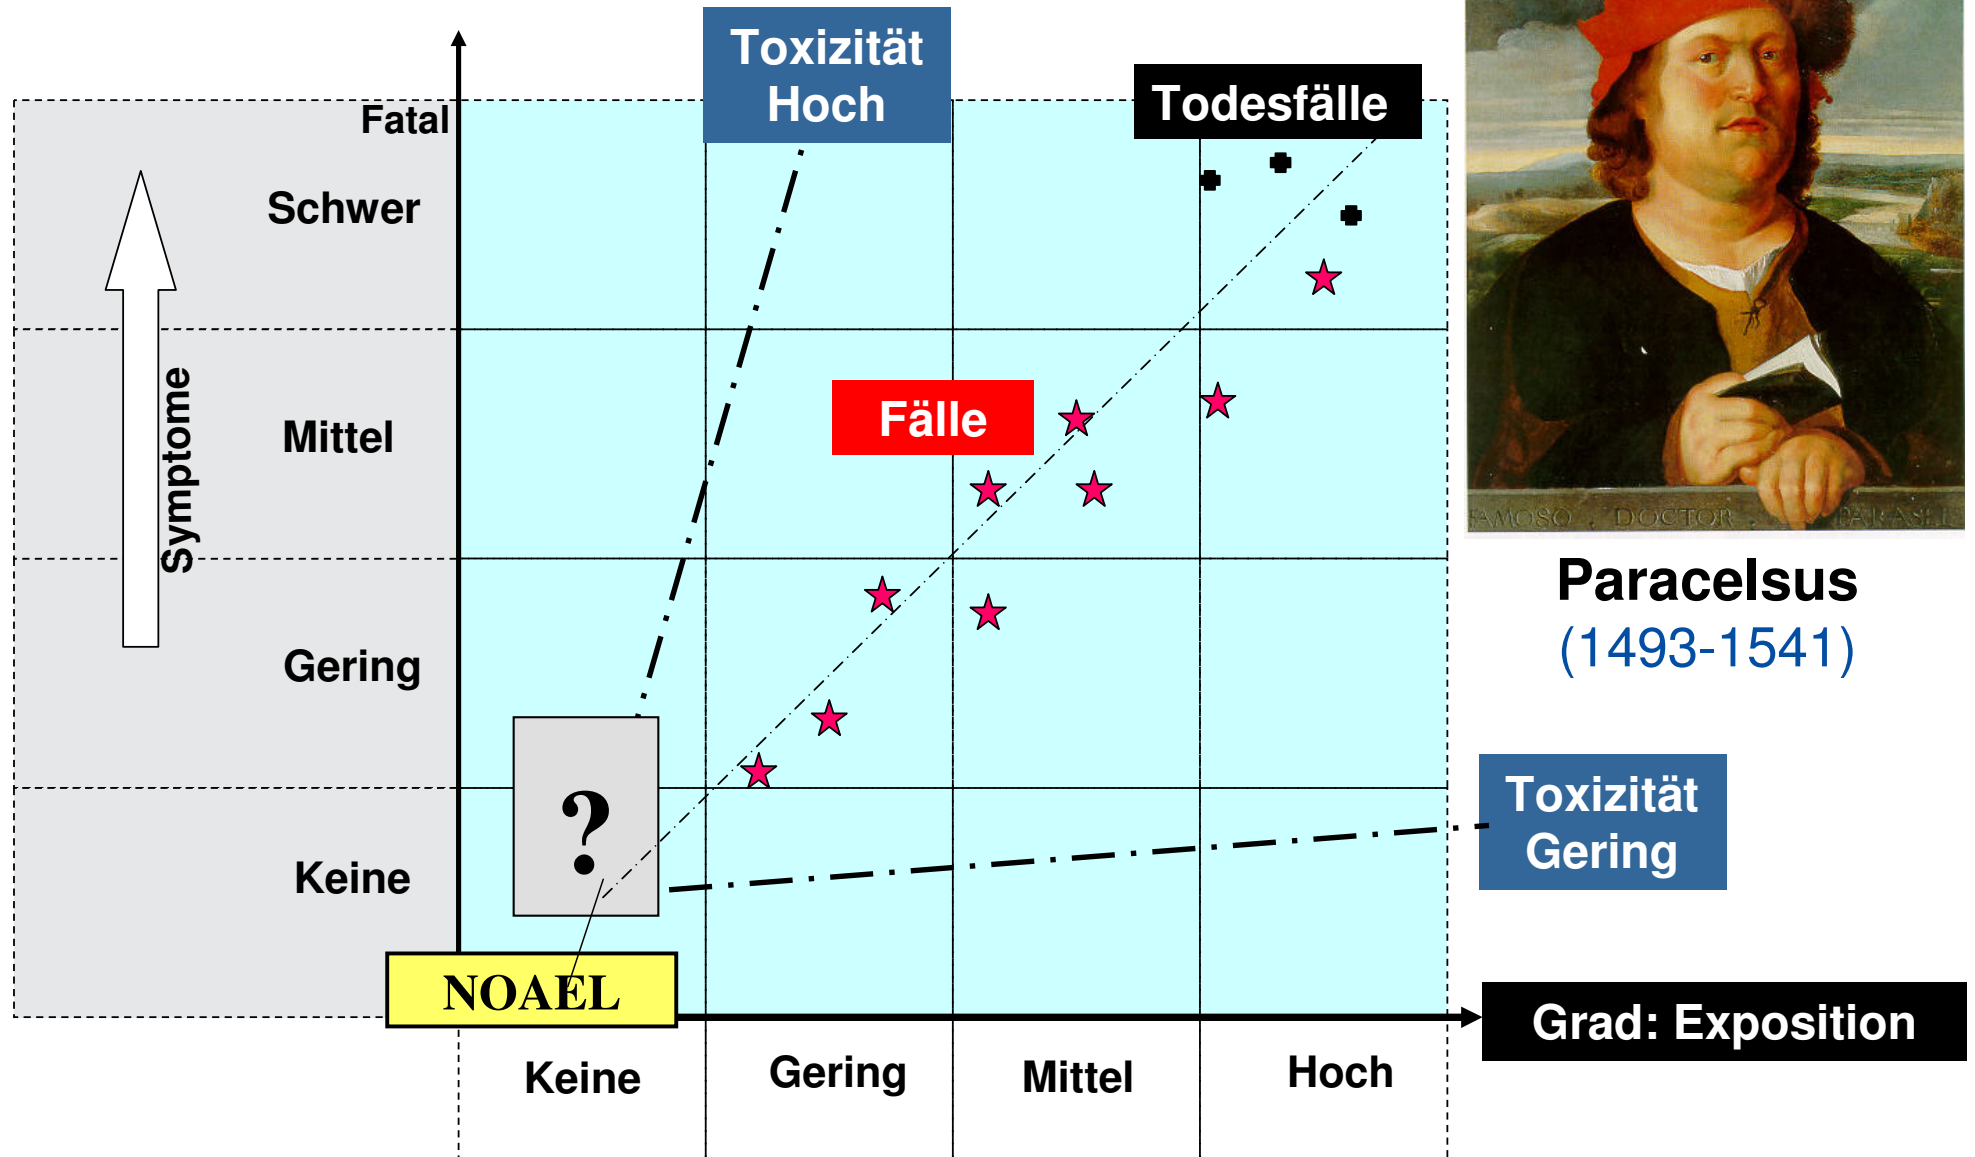 Toxizität
Hoch
Todesfälle
Fatal
Schwer
Symptome
Mittel
Fälle
Gering
?
Keine
NOAEL
FAMOSO DOCTOR PARASEL
Paracelsus
(1493-1541)
Toxizität
Gering
Grad: Exposition
Keine
Gering
Mittel
Hoch